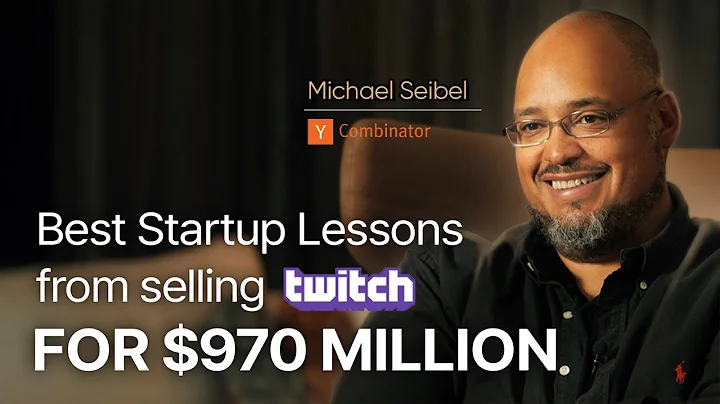 Michael Seibel
Y Combinator
Best Startup Lessons
from selling twitch
FOR $970 MILLION.